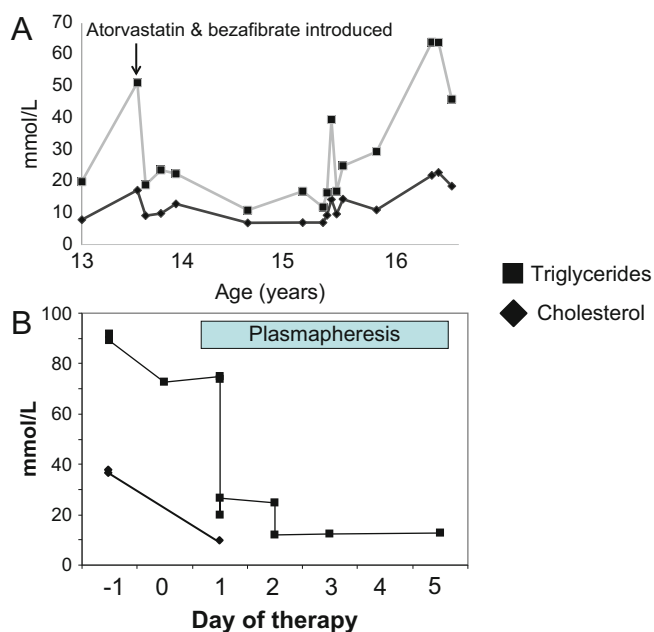 A
Atorvastatin & bezafibrate introduced
mmol/L
70
60
50
40
30
20
10
0
13 14 15 16
Age (years)
Triglycerides
Cholesterol
B
Plasmapheresis
mmol/L
100
80
60
40
20
0
-1 0 1 2 3 4 5
Day of therapy